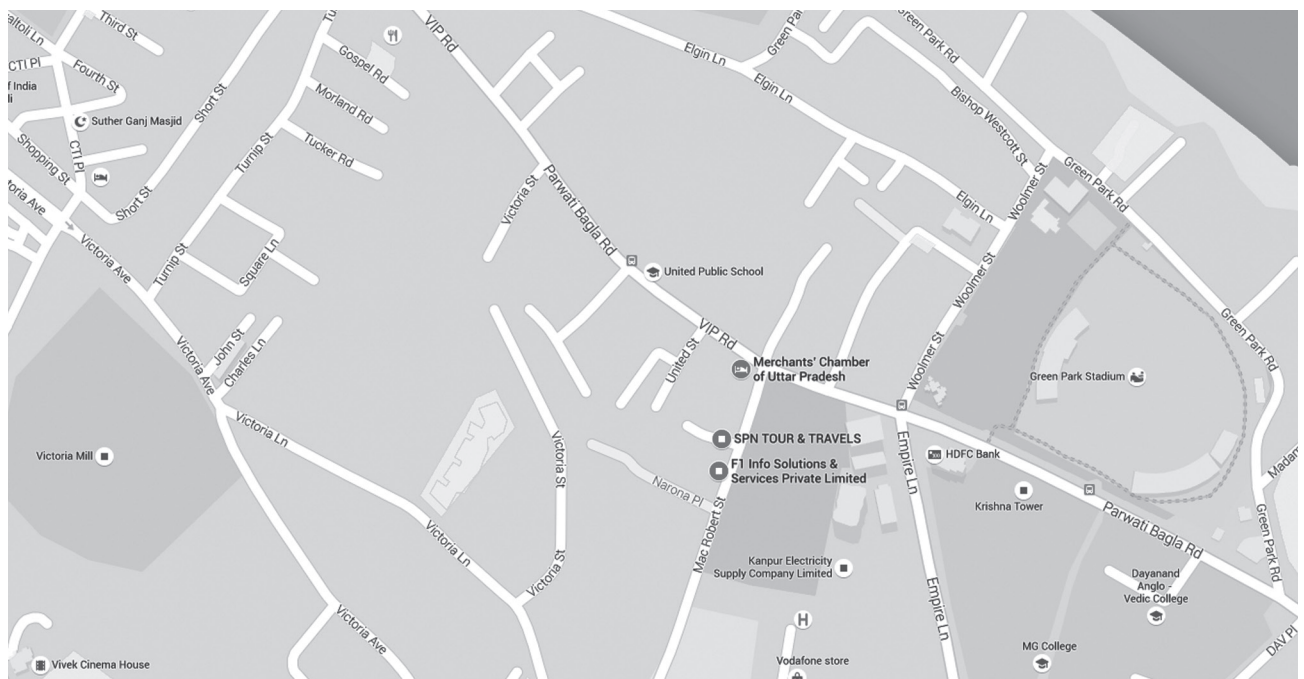 Third St
VIP Rd
Green Park Rd
CTI Pl
Fourth St
Gospel Rd
Elgin Ln
Elgin Ln
Morland Rd
Short St
Bishop Westcott St
Suther Ganj Masjid
Turnip St
Tucker Rd
Shopping St
CTI Pl
Green Park Rd
Short St
Victoria St
Parwati Bagla Rd
Elgin Ln
Woolmer St
Victoria Ave
Turnip St
Square Ln
United Public School
Woolmer St
VIP Rd
Green Park Rd
John St
Charles Ln
Victoria Ave
United St
Merchants' Chamber
of Uttar Pradesh
Woolmer St
Green Park Stadium
Victoria Ln
SPN TOUR & TRAVELS
Victoria Mill
Victoria St
F1 Info Solutions &
Services Private Limited
Empire Ln
HDFC Bank
Narona Pl
Krishna Tower
Mac Robert St
Parwati Bagla Rd
Green Park Rd
Victoria Ln
Victoria St
Kanpur Electricity
Supply Company Limited
Dayanand
Anglo -
Vedic College
Empire Ln
Victoria Ave
H
MG College
DAV Pl
Vivek Cinema House
Vodafone store